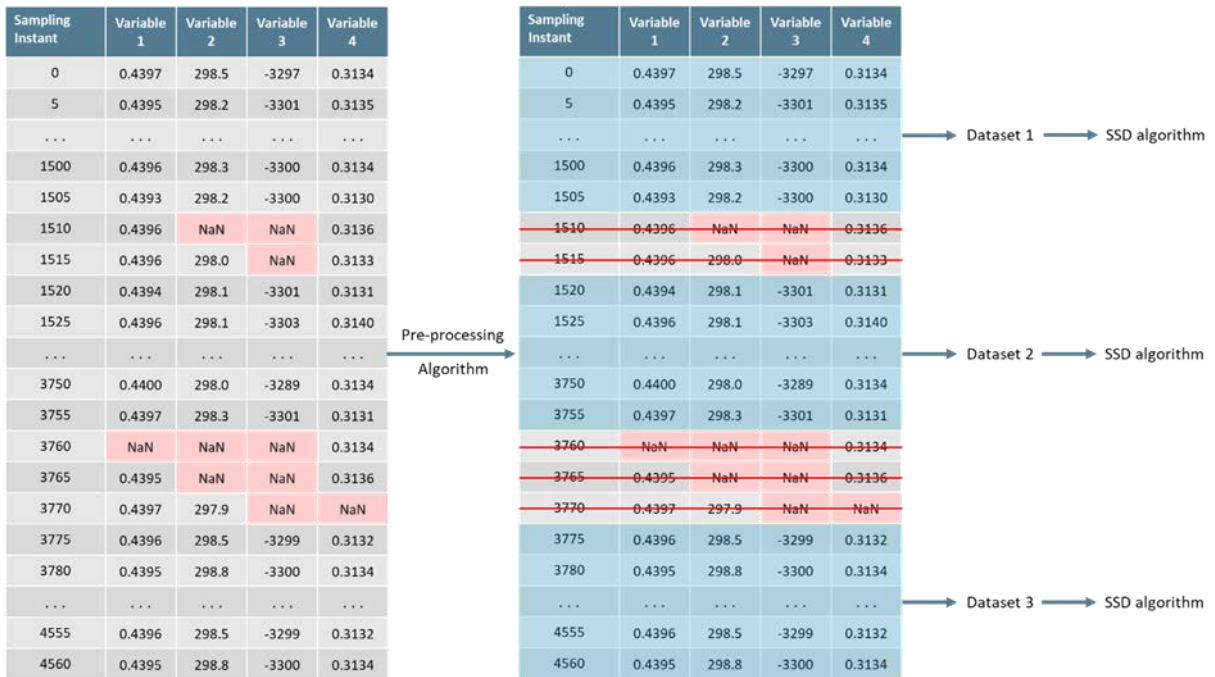 Sampling Instant Variable 1 Variable 2 Variable 3 Variable 4
0 0.4397 298.5 -3297 0.3134
5 0.4395 298.2 -3301 0.3135
. . . . . . . . . . . . . . .
1500 0.4396 298.3 -3300 0.3134
1505 0.4393 298.2 -3300 0.3130
1510 0.4396 NaN NaN 0.3136
1515 0.4396 298.0 NaN 0.3133
1520 0.4394 298.1 -3301 0.3131
1525 0.4396 298.1 -3303 0.3140
. . . . . . . . . . . . . . .
3750 0.4400 298.0 -3289 0.3134
3755 0.4397 298.3 -3301 0.3131
3760 NaN NaN NaN 0.3134
3765 0.4395 NaN NaN 0.3136
3770 0.4397 297.9 NaN NaN
3775 0.4396 298.5 -3299 0.3132
3780 0.4395 298.8 -3300 0.3134
. . . . . . . . . . . . . . .
4555 0.4396 298.5 -3299 0.3132
4560 0.4395 298.8 -3300 0.3134
Pre-processing
Algorithm
Sampling Instant Variable 1 Variable 2 Variable 3 Variable 4
0 0.4397 298.5 -3297 0.3134
5 0.4395 298.2 -3301 0.3135
. . . . . . . . . . . . . . .
1500 0.4396 298.3 -3300 0.3134
1505 0.4393 298.2 -3300 0.3130
1510 0.4396 NaN NaN 0.3136
1515 0.4396 298.0 NaN 0.3133
1520 0.4394 298.1 -3301 0.3131
1525 0.4396 298.1 -3303 0.3140
. . . . . . . . . . . . . . .
3750 0.4400 298.0 -3289 0.3134
3755 0.4397 298.3 -3301 0.3131
3760 NaN NaN NaN 0.3134
3765 0.4395 NaN NaN 0.3136
3770 0.4397 297.9 NaN NaN
3775 0.4396 298.5 -3299 0.3132
3780 0.4395 298.8 -3300 0.3134
. . . . . . . . . . . . . . .
4555 0.4396 298.5 -3299 0.3132
4560 0.4395 298.8 -3300 0.3134
Dataset 1 SSD algorithm
Dataset 2 SSD algorithm
Dataset 3 SSD algorithm